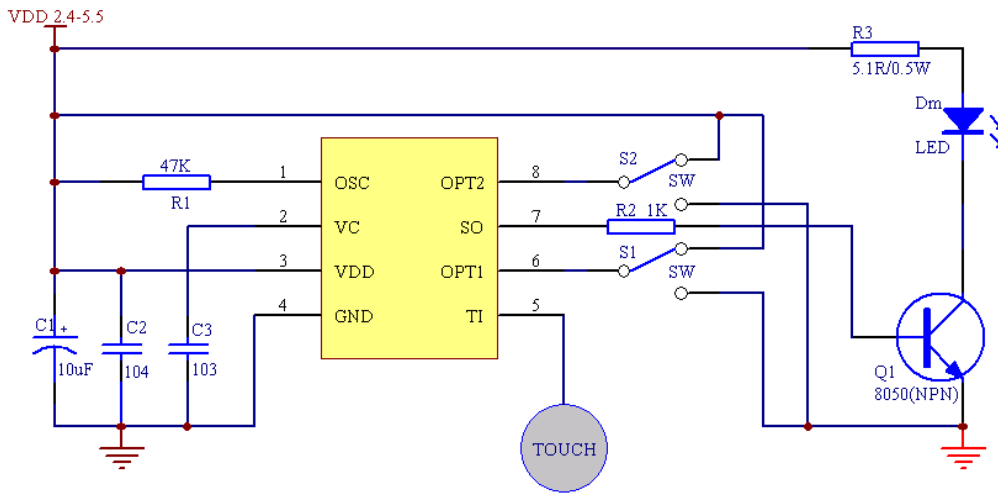 VDD 2.4-5.5
R3
5.1R/0.5W
Dm
LED
47K
R1
1
OSC
2
VC
3
VDD
4
GND
OPT2
8
SO
7
OPT1
6
TI
5
S2
SW
R2 1K
S1
SW
C1
+
10uF
C2
104
C3
103
Q1
8050(NPN)
TOUCH